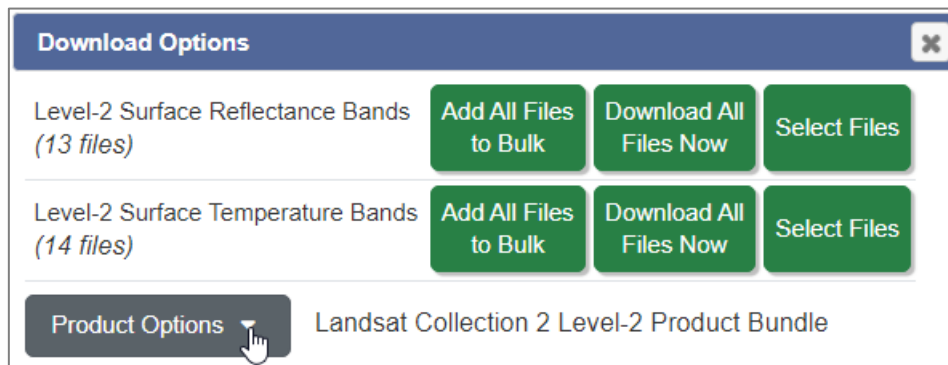 Download Options
Level-2 Surface Reflectance Bands
(13 files)
Add All Files
to Bulk
Download All
Files Now
Select Files
Level-2 Surface Temperature Bands
(14 files)
Add All Files
to Bulk
Download All
Files Now
Select Files
Product Options
Landsat Collection 2 Level-2 Product Bundle